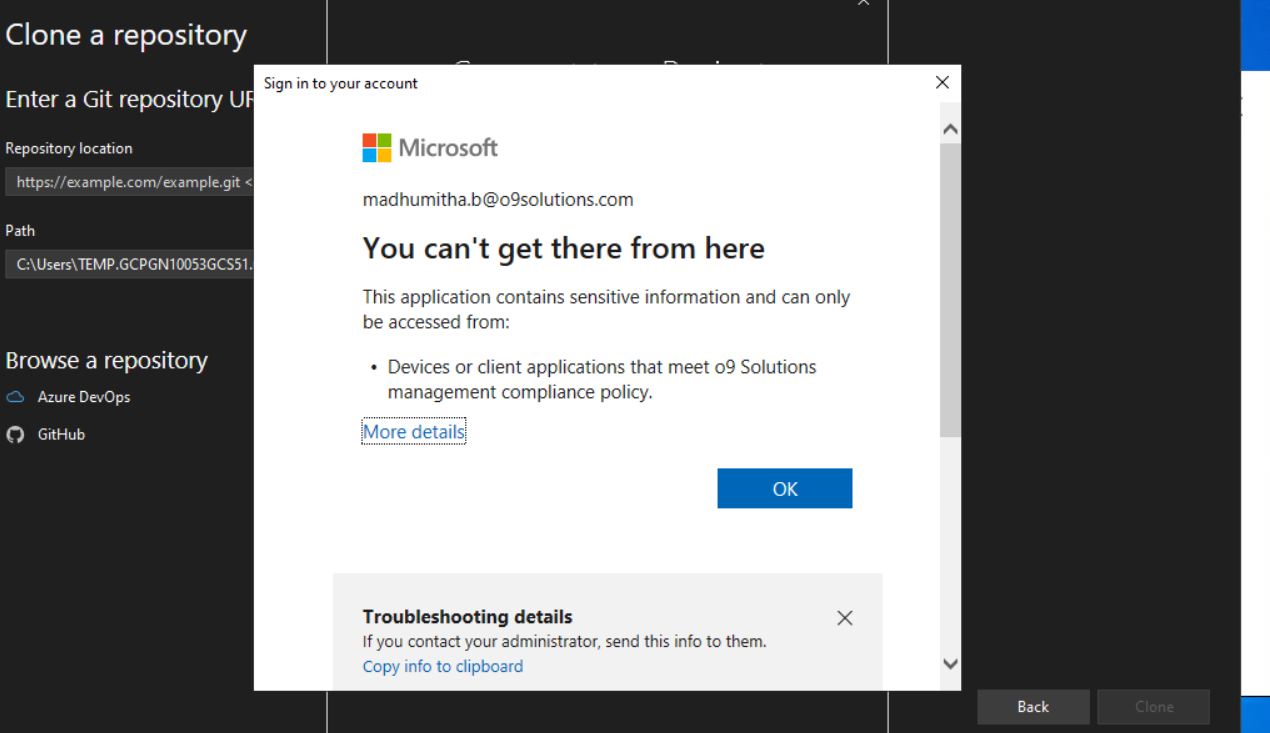 Clone a repository
Enter a Git repository
Repository location
https://example.com/example.git <
Path
C:\Users\TEMP.GCPGN10053GCS51.
Browse a repository
Azure DevOps
GitHub
Sign in to your account
Microsoft
madhumitha.b@o9solutions.com
You can't get there from here
This application contains sensitive information and can only
be accessed from:
• Devices or client applications that meet o9 Solutions
management compliance policy.
More details
OK
Troubleshooting details
If you contact your administrator, send this info to them.
Copy info to clipboard
Back
Clone